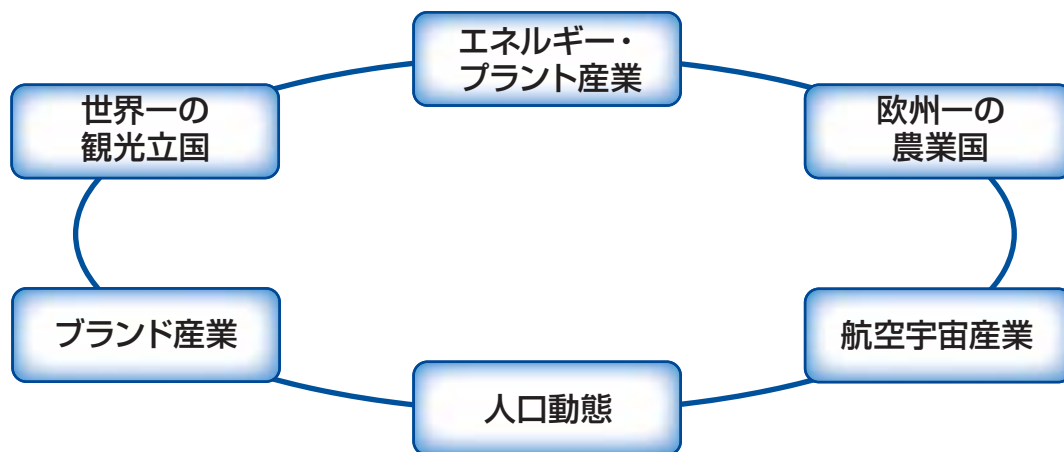 エネルギー・
プラント産業
世界一の
観光立国
欧州一の
農業国
ブランド産業
航空宇宙産業
人口動態